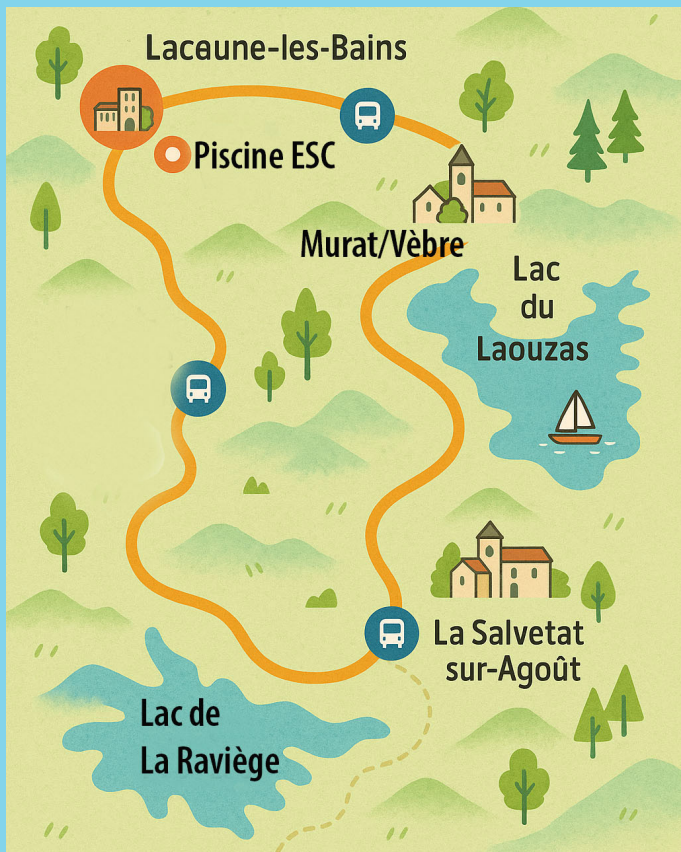 Lacaune-les-Bains
Piscine ESC
Murat/Vèbre
Lac
du
Laouzas
La Salvetat
sur-Agoût
Lac de
La Raviège